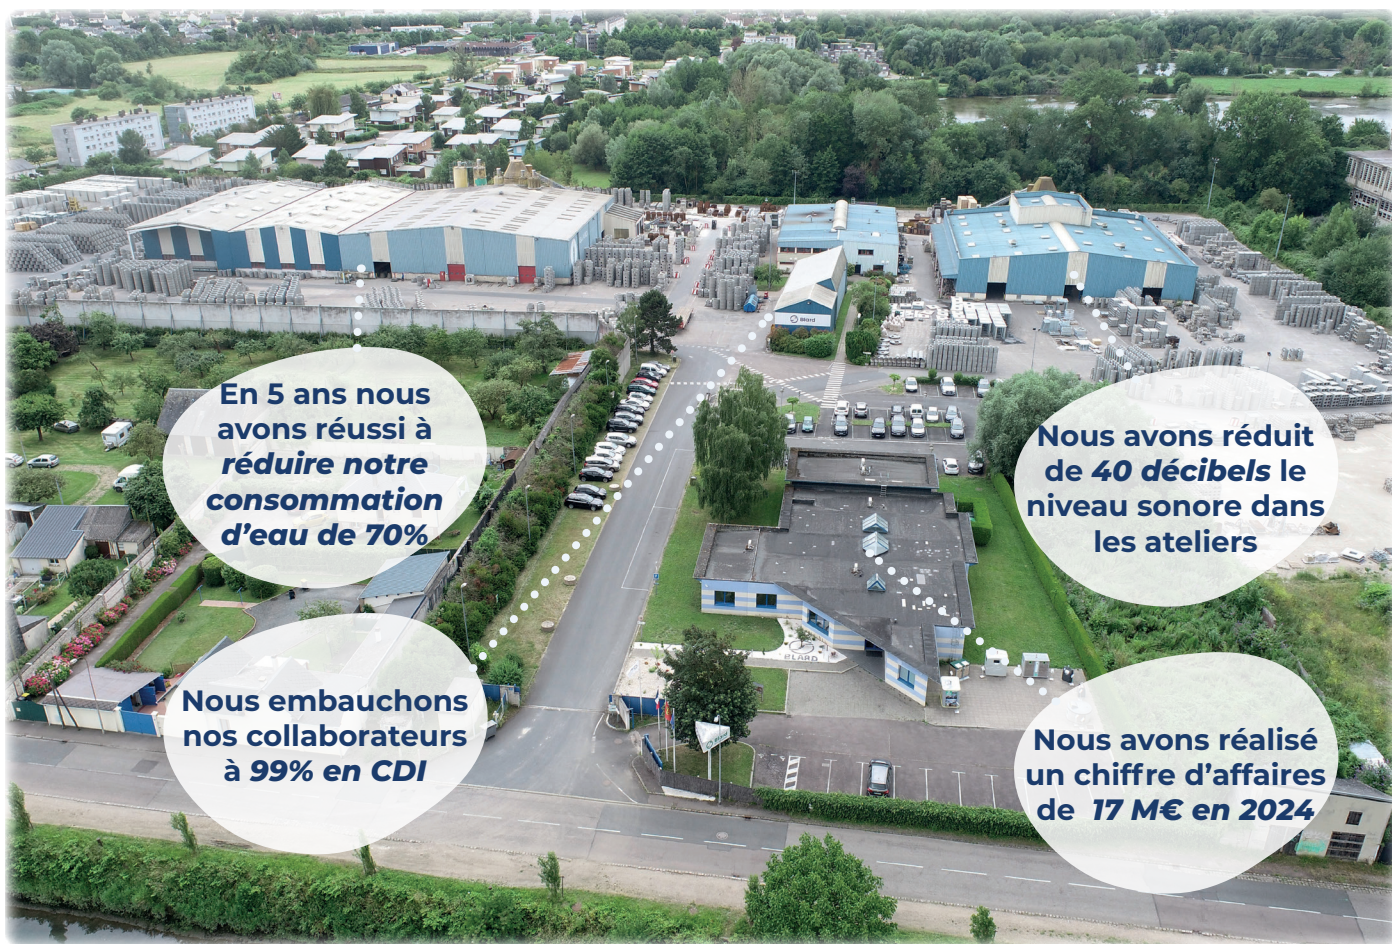 Blard
En 5 ans nous
avons réussi à
réduire notre
consommation
d'eau de 70%
Nous avons réduit
de 40 décibels le
niveau sonore dans
les ateliers
BLARD
Nous embauchons
nos collaborateurs
à 99% en CDI
Nous avons réalisé
un chiffre d'affaires
de 17 M€ en 2024